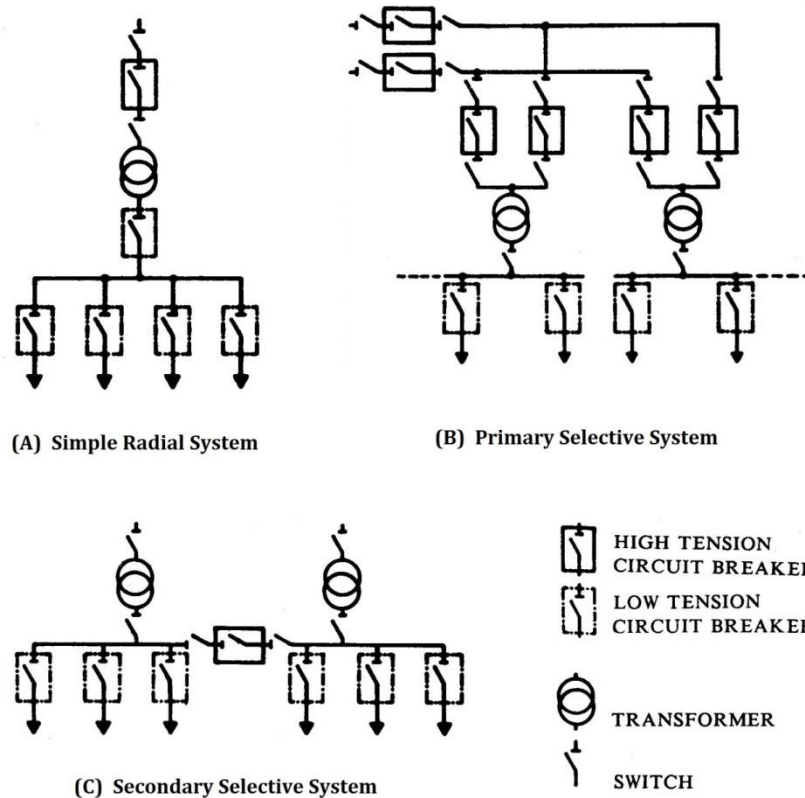 (A) Simple Radial System
(B) Primary Selective System
HIGH TENSION
CIRCUIT BREAKER
LOW TENSION
CIRCUIT BREAKER
TRANSFORMER
(C) Secondary Selective System
SWITCH